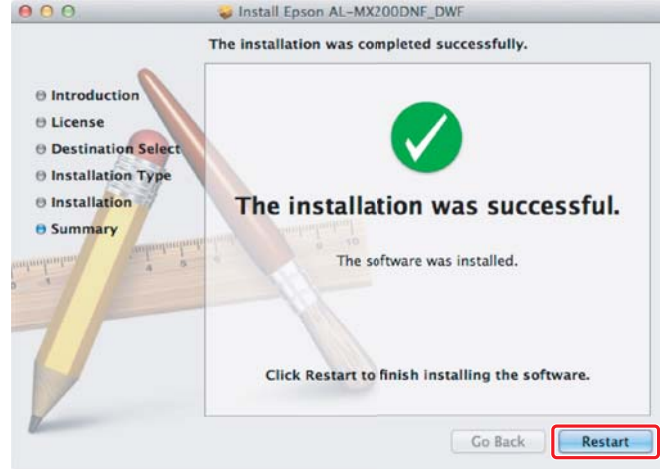 Install Epson AL-MX200DNF_DWF
The installation was completed successfully.
Introduction
License
Destination Select
Installation Type
Installation
Summary
The installation was successful.
The software was installed.
Click Restart to finish installing the software.
Go Back
Restart